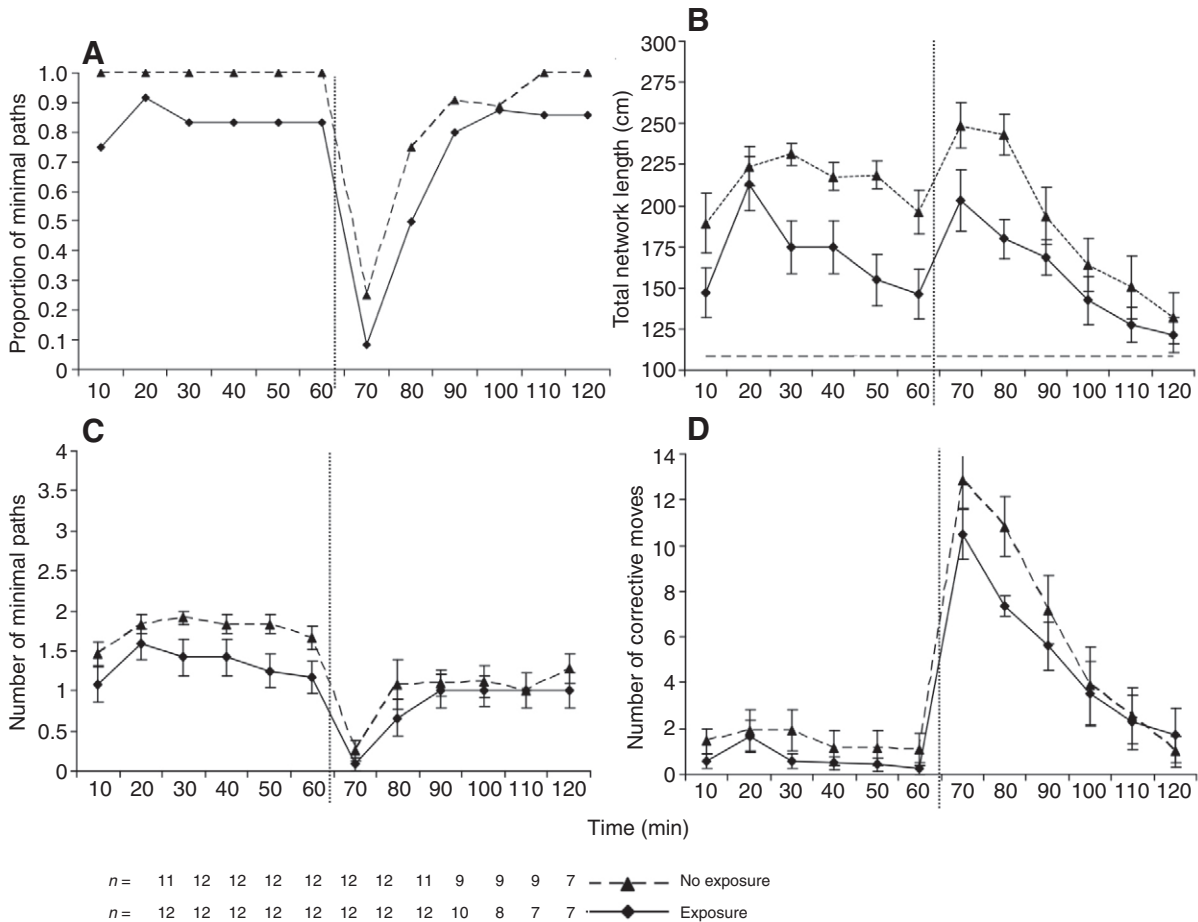 A
Proportion of minimal paths
1.0
0.9
0.8
0.7
0.6
0.5
0.4
0.3
0.2
0.1
0
10 20 30 40 50 60 70 80 90 100 110 120
B
Total network length (cm)
300
275
250
225
200
175
150
125
100
10 20 30 40 50 60 70 80 90 100 110 120
C
Number of minimal paths
4
3.5
3
2.5
2
1.5
1
0.5
0
10 20 30 40 50 60 70 80 90 100 110 120
D
Number of corrective moves
14
12
10
8
6
4
2
0
10 20 30 40 50 60 70 80 90 100 110 120
Time (min)
n= 11 12 12 12 12 12 12 11 9 9 9 7 No exposure
n= 12 12 12 12 12 12 12 12 10 8 7 7 Exposure